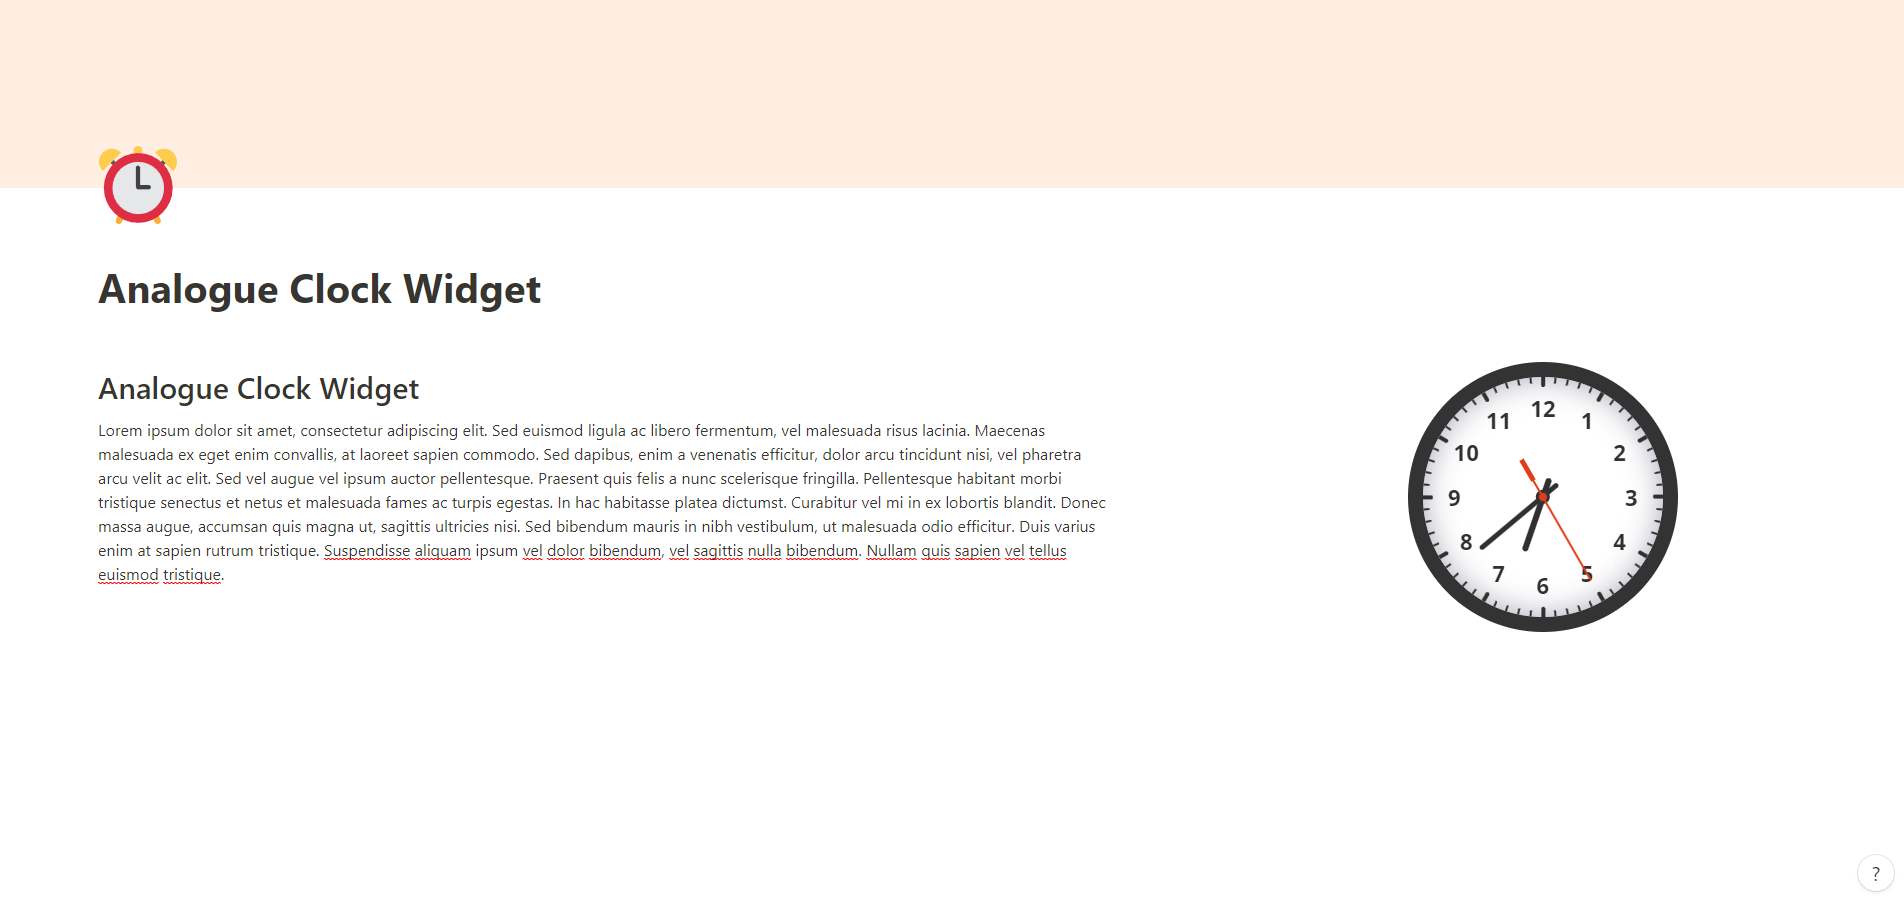 Analogue Clock Widget
Analogue Clock Widget
Lorem ipsum dolor sit amet, consectetur adipiscing elit. Sed euismod ligula ac libero fermentum, vel malesuada risus lacinia. Maecenas
malesuada ex eget enim convallis, at laoreet sapien commodo. Sed dapibus, enim a venenatis efficitur, dolor arcu tincidunt nisi, vel pharetra
arcu velit ac elit. Sed vel augue vel ipsum auctor pellentesque. Praesent quis felis a nunc scelerisque fringilla. Pellentesque habitant morbi
tristique senectus et netus et malesuada fames ac turpis egestas. In hac habitasse platea dictumst. Curabitur vel mi in ex lobortis blandit. Donec
massa augue, accumsan quis magna ut, sagittis ultricies nisi. Sed bibendum mauris in nibh vestibulum, ut malesuada odio efficitur. Duis varius
enim at sapien rutrum tristique. Suspendisse aliquam ipsum vel dolor bibendum, vel sagittis nulla bibendum. Nullam quis sapien vel tellus
euismod tristique.
12
1
2
3
4
5
6
7
8
9
10
11
?